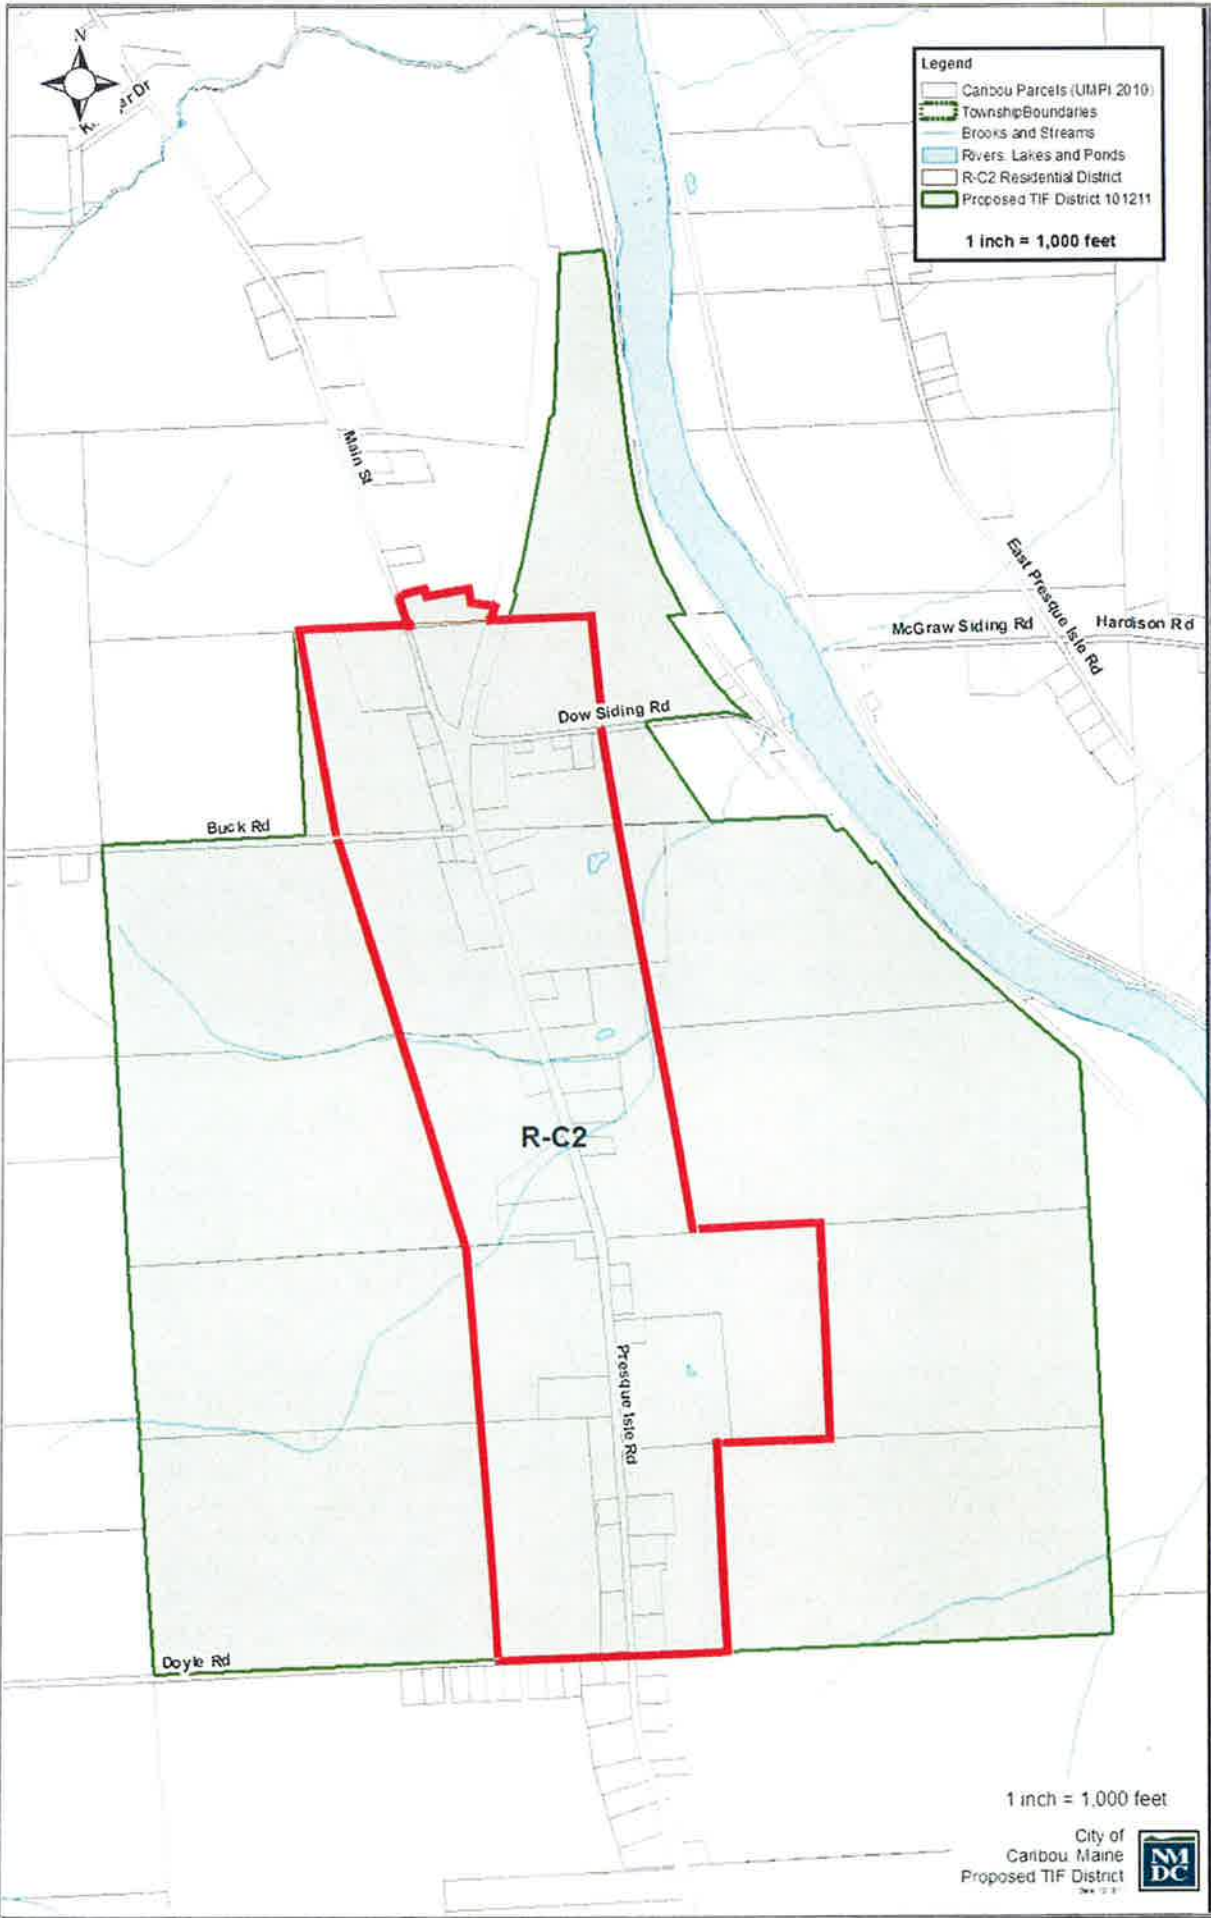 N
Legend
Caribou Parcels (UMPI 2010)
TownshipBoundaries
Brooks and Streams
Rivers, Lakes and Ponds
R-C2 Residential District
Proposed TIF District 101211
1 inch = 1,000 feet
Dr
Main St
East Presque Isle Rd
McGraw Siding Rd
Hardison Rd
Dow Siding Rd
Buck Rd
R-C2
Presque Isle Rd
Doyle Rd
1 inch = 1,000 feet
City of
Caribou, Maine
Proposed TIF District
NM
DC